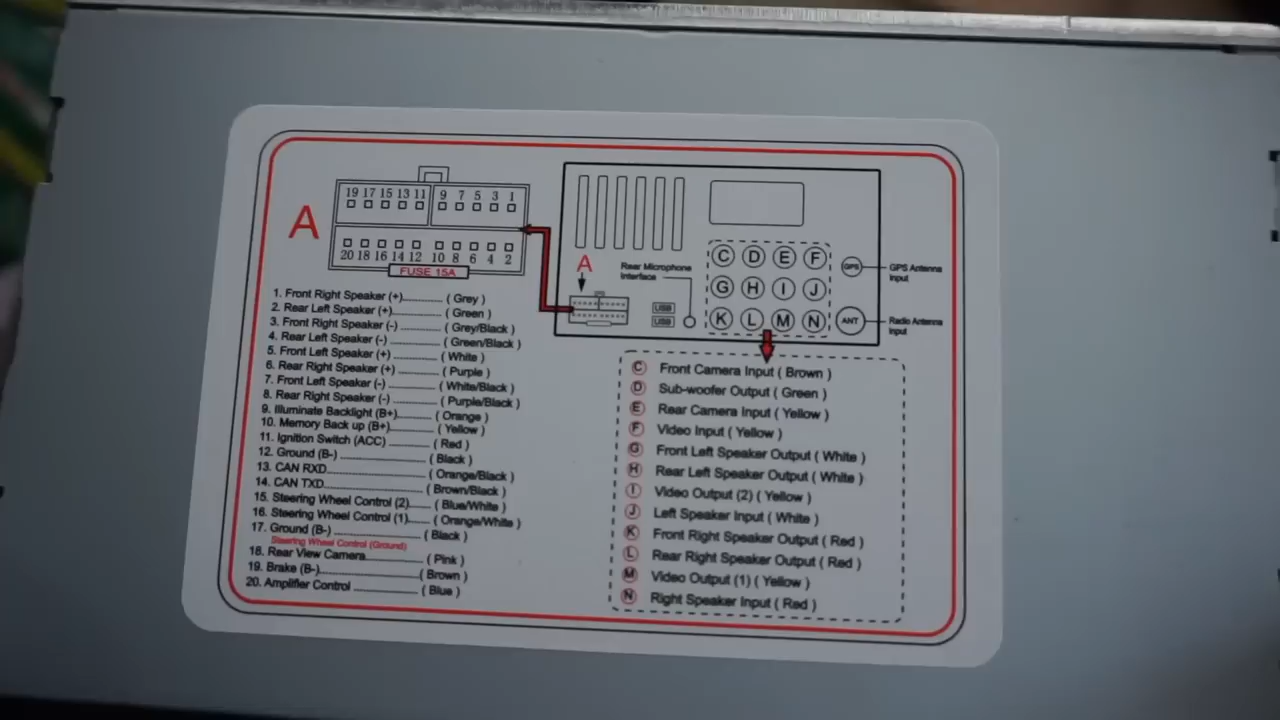 A
19 17 15 13 11 9 7 5 3 1
20 18 16 14 12 10 8 6 4 2
FUSE 15A
1. Front Right Speaker (+)............ ( Grey )
2. Rear Left Speaker (+)............ ( Green )
3. Front Right Speaker (-)............ ( Grey/Black )
4. Rear Left Speaker (-)............ ( Green/Black )
5. Front Left Speaker (+)............ ( White )
6. Rear Right Speaker (+)............ ( Purple )
7. Front Left Speaker (-)............ ( White/Black )
8. Rear Right Speaker (-)............ ( Purple/Black )
9. Illuminate Backlight (B+)............ ( Orange )
10. Memory Back up (B+)............ ( Yellow )
11. Ignition Switch (ACC)............ ( Red )
12. Ground (B-)............ ( Black )
13. CAN RXD............ ( Orange/Black )
14. CAN TXD............ ( Brown/Black )
15. Steering Wheel Control (2)............ ( Blue/White )
16. Steering Wheel Control (1)............ ( Orange/White )
17. Ground (B-)............ ( Black )
Steering Wheel Control (Ground)
18. Rear View Camera............ ( Pink )
19. Brake (B-)............ ( Brown )
20. Amplifier Control ............ ( Blue )
A
Rear Microphone
Interface
USB
USB
C D E F
G H I J
K L M N
GPS
GPS Antenna
Input
ANT
Radio Antenna
Input
C Front Camera Input ( Brown )
D Sub-woofer Output ( Green )
E Rear Camera Input ( Yellow )
F Video Input ( Yellow )
G Front Left Speaker Output ( White )
H Rear Left Speaker Output ( White )
I Video Output (2) ( Yellow )
J Left Speaker Input ( White )
K Front Right Speaker Output ( Red )
L Rear Right Speaker Output ( Red )
M Video Output (1) ( Yellow )
N Right Speaker Input ( Red )